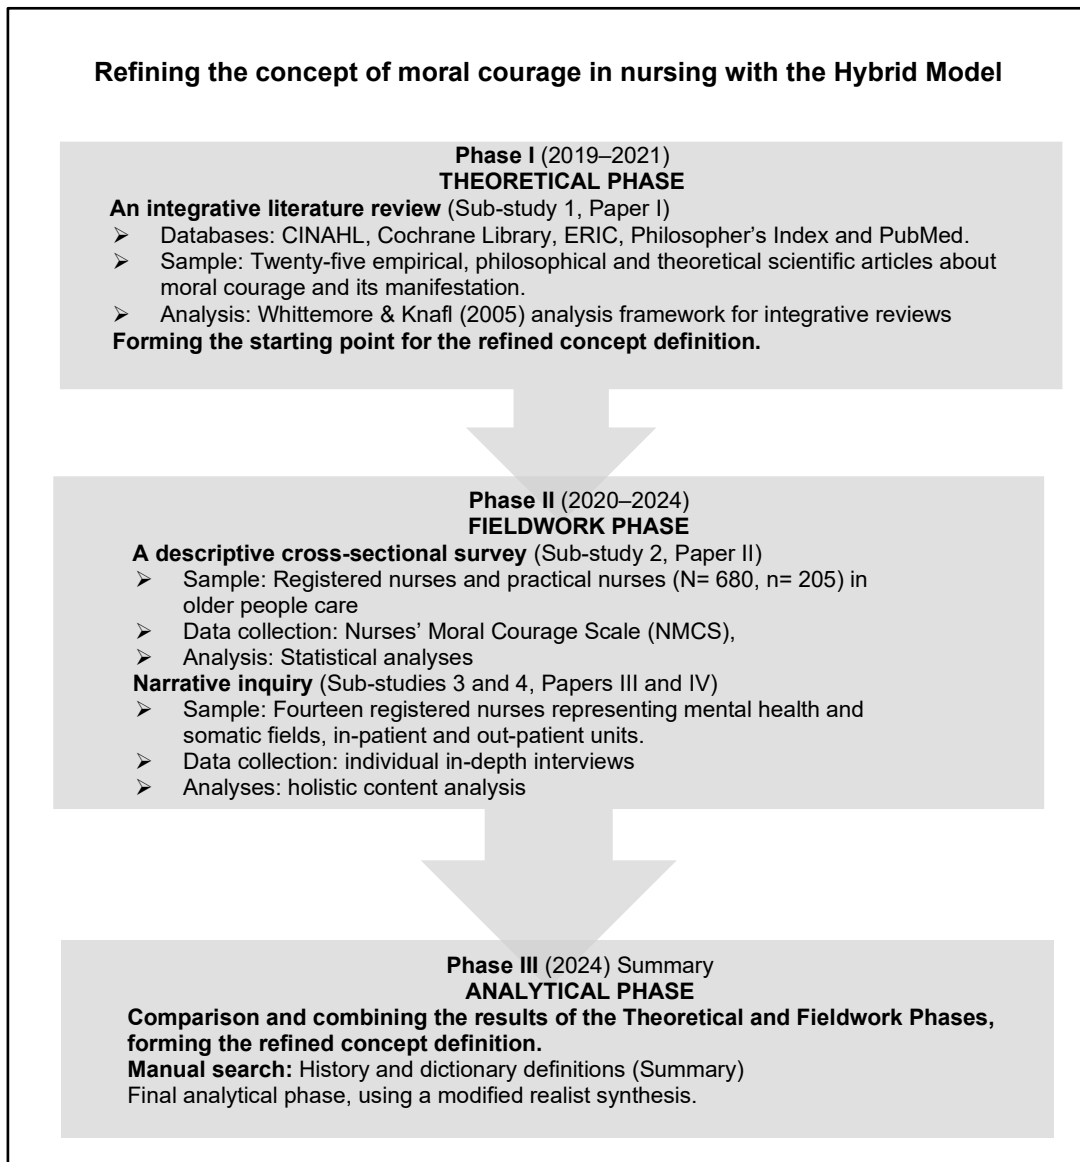 Refining the concept of moral courage in nursing with the Hybrid Model
Phase I (2019–2021)
THEORETICAL PHASE
An integrative literature review (Sub-study 1, Paper I)
➢ Databases: CINAHL, Cochrane Library, ERIC, Philosopher's Index and PubMed.
➢ Sample: Twenty-five empirical, philosophical and theoretical scientific articles about
moral courage and its manifestation.
➢ Analysis: Whittemore & Knafl (2005) analysis framework for integrative reviews
Forming the starting point for the refined concept definition.
Phase II (2020–2024)
FIELDWORK PHASE
A descriptive cross-sectional survey (Sub-study 2, Paper II)
➢ Sample: Registered nurses and practical nurses (N= 680, n= 205) in
older people care
➢ Data collection: Nurses' Moral Courage Scale (NMCS),
➢ Analysis: Statistical analyses
Narrative inquiry (Sub-studies 3 and 4, Papers III and IV)
➢ Sample: Fourteen registered nurses representing mental health and
somatic fields, in-patient and out-patient units.
➢ Data collection: individual in-depth interviews
➢ Analyses: holistic content analysis
Phase III (2024) Summary
ANALYTICAL PHASE
Comparison and combining the results of the Theoretical and Fieldwork Phases,
forming the refined concept definition.
Manual search: History and dictionary definitions (Summary)
Final analytical phase, using a modified realist synthesis.